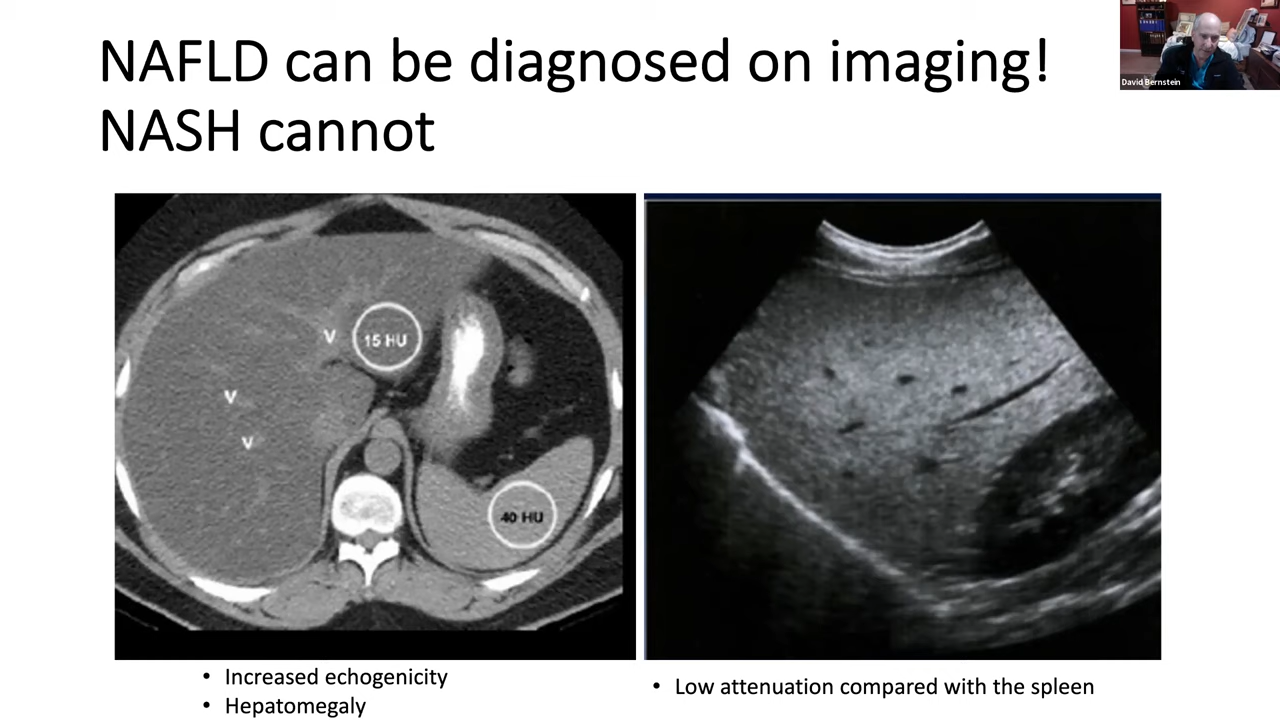 NAFLD can be diagnosed on imaging!
NASH cannot
David Bernstein
V
15 HU
V
V
40 HU
• Increased echogenicity
• Hepatomegaly
• Low attenuation compared with the spleen